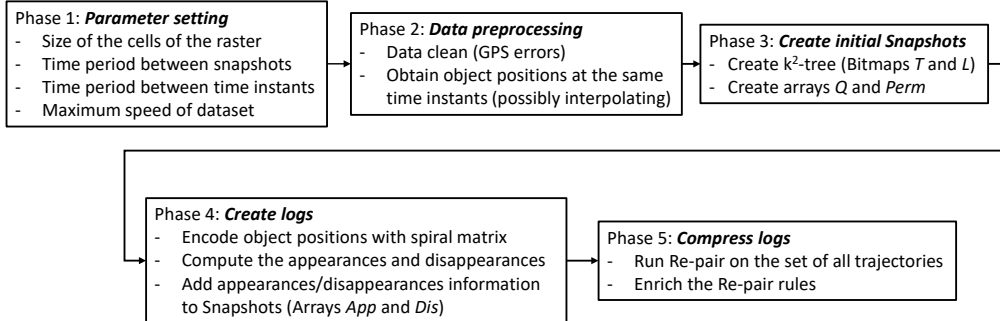 Phase 1: Parameter setting
- Size of the cells of the raster
- Time period between snapshots
- Time period between time instants
- Maximum speed of dataset
Phase 2: Data preprocessing
- Data clean (GPS errors)
- Obtain object positions at the same
time instants (possibly interpolating)
Phase 3: Create initial Snapshots
- Create k²-tree (Bitmaps T and L)
- Create arrays Q and Perm
Phase 4: Create logs
- Encode object positions with spiral matrix
- Compute the appearances and disappearances
- Add appearances/disappearances information
to Snapshots (Arrays App and Dis)
Phase 5: Compress logs
- Run Re-pair on the set of all trajectories
- Enrich the Re-pair rules